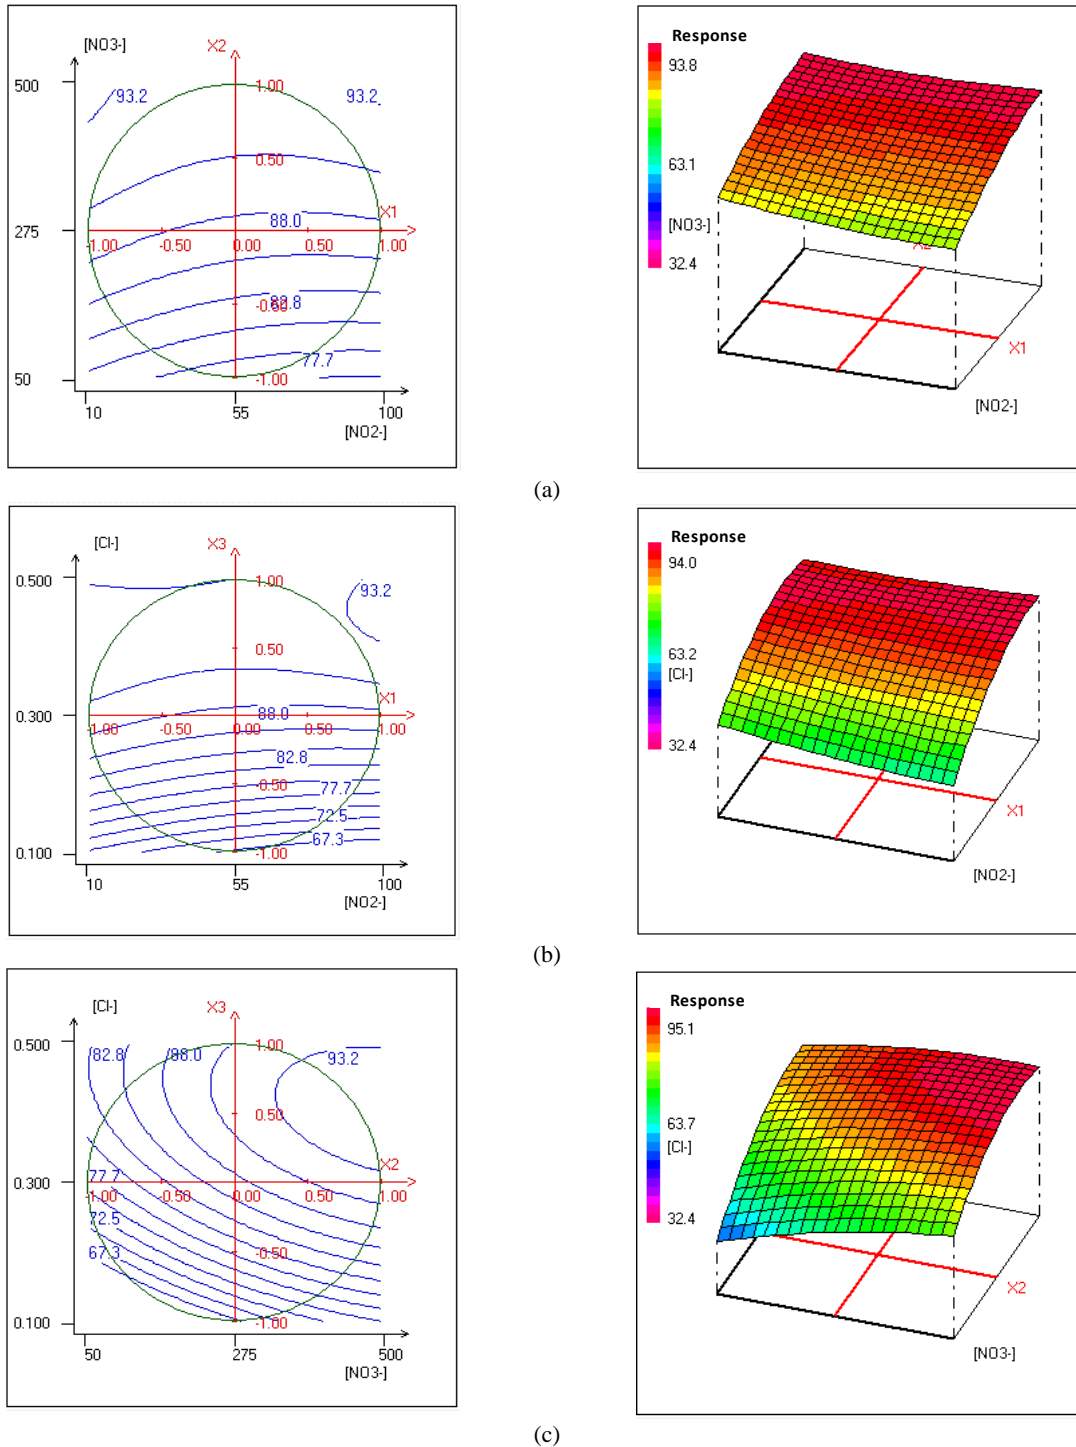 [NO3-]
X2
500
93.2
1.00
93.2
0.50
X1
88.0
275
-1.00
-0.50
0.00
0.50
1.00
82.8
-0.50
77.7
50
-1.00
10
55
100
[NO2-]
Response
93.8
63.1
[NO3-]
32.4
X2
X1
[NO2-]
(a)
[Cl-]
X3
0.500
1.00
93.2
0.50
X1
0.300
88.0
-1.00
-0.50
0.00
0.50
1.00
82.8
-0.50
77.7
72.5
67.3
0.100
-1.00
10
55
100
[NO2-]
Response
94.0
63.2
[Cl-]
32.4
X1
[NO2-]
(b)
[Cl-]
X3
0.500
82.8
88.0
1.00
93.2
0.50
77.7
X2
0.300
-1.00
-0.50
0.00
0.50
1.00
72.5
67.3
-0.50
0.100
-1.00
50
275
500
[NO3-]
Response
95.1
63.7
[Cl-]
32.4
X2
[NO3-]
(c)